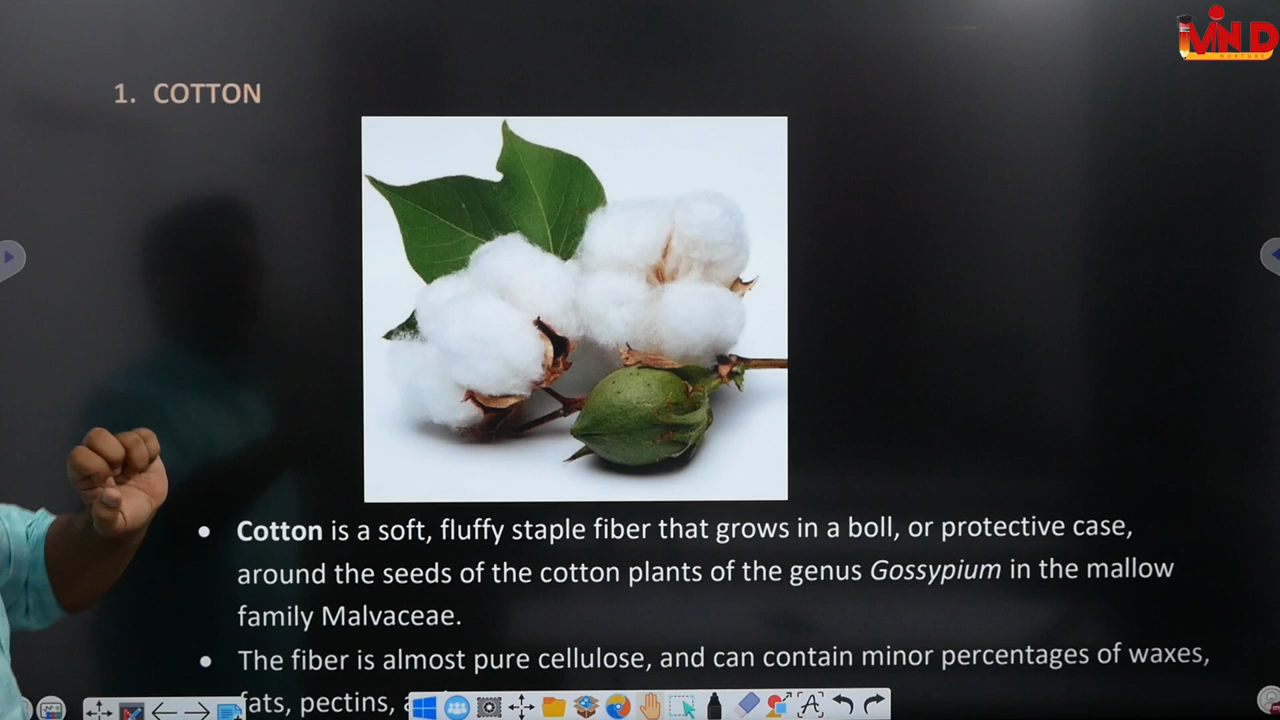 MIND
NURTURE
1. COTTON
• Cotton is a soft, fluffy staple fiber that grows in a boll, or protective case,
around the seeds of the cotton plants of the genus Gossypium in the mallow
family Malvaceae.
• The fiber is almost pure cellulose, and can contain minor percentages of waxes,
fats, pectins,